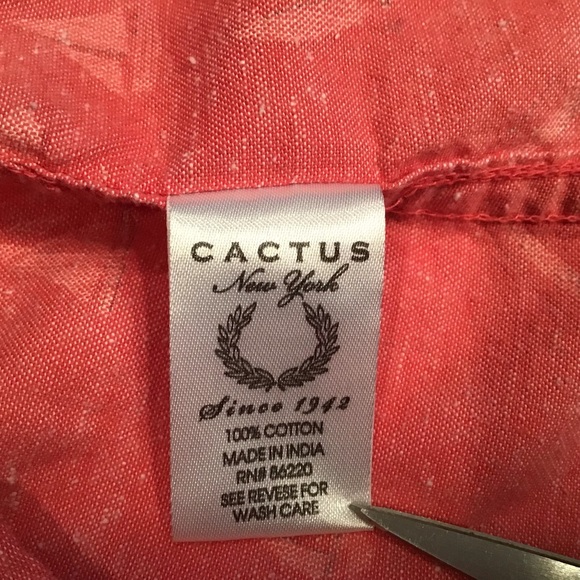 CACTUS
New York
Since 1942
100% COTTON
MADE IN INDIA
RN# 86220
SEE REVESE FOR
WASH CARE